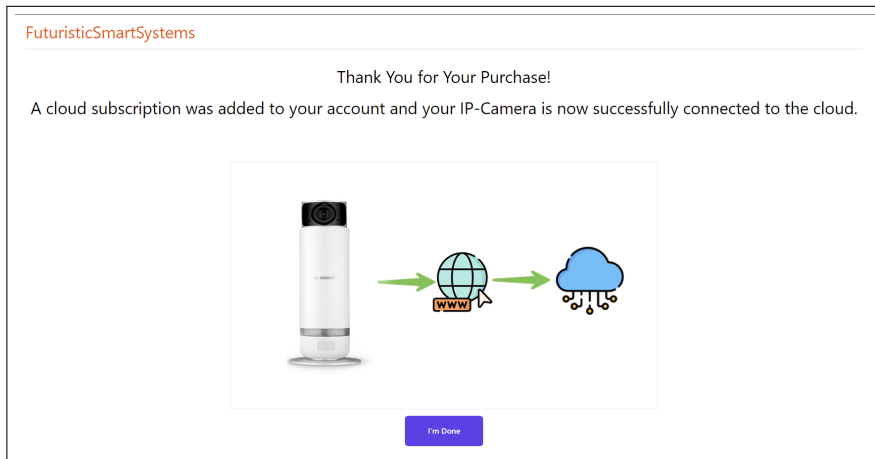 FuturisticSmartSystems
Thank You for Your Purchase!
A cloud subscription was added to your account and your IP-Camera is now successfully connected to the cloud.
www
I'm Done